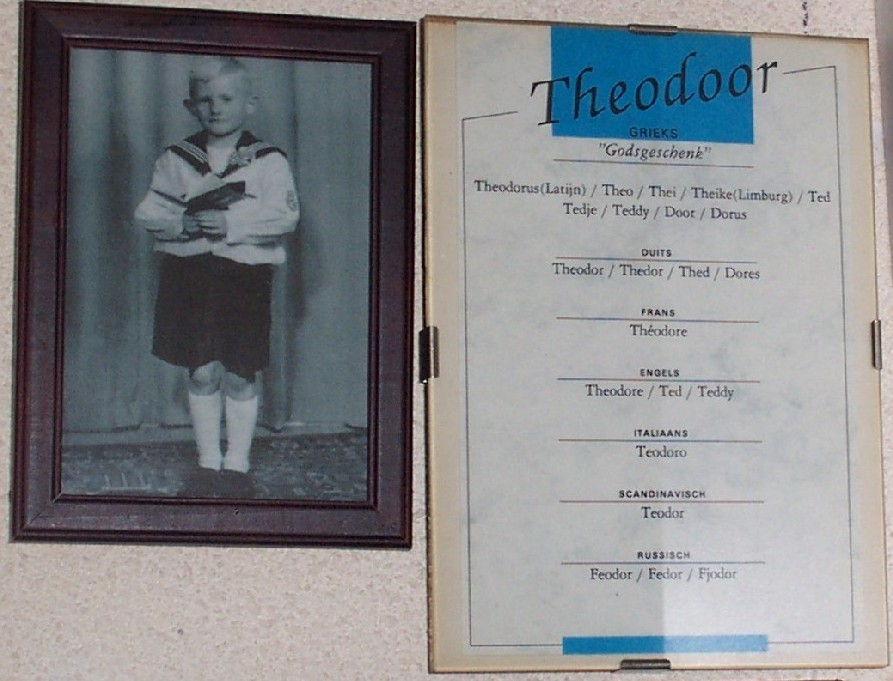 Theodoor
GRIEKS
"Godsgeschenk"
Theodorus(Latijn) / Theo / Thei / Theike(Limburg) / Ted
Tedje / Teddy / Door / Dorus
DUITS
Theodor / Thedor / Thed / Dores
FRANS
Théodore
ENGELS
Theodore / Ted / Teddy
ITALIAANS
Teodoro
SCANDINAVISCH
Teodor
RUSSISCH
Feodor / Fedor / Fjodor